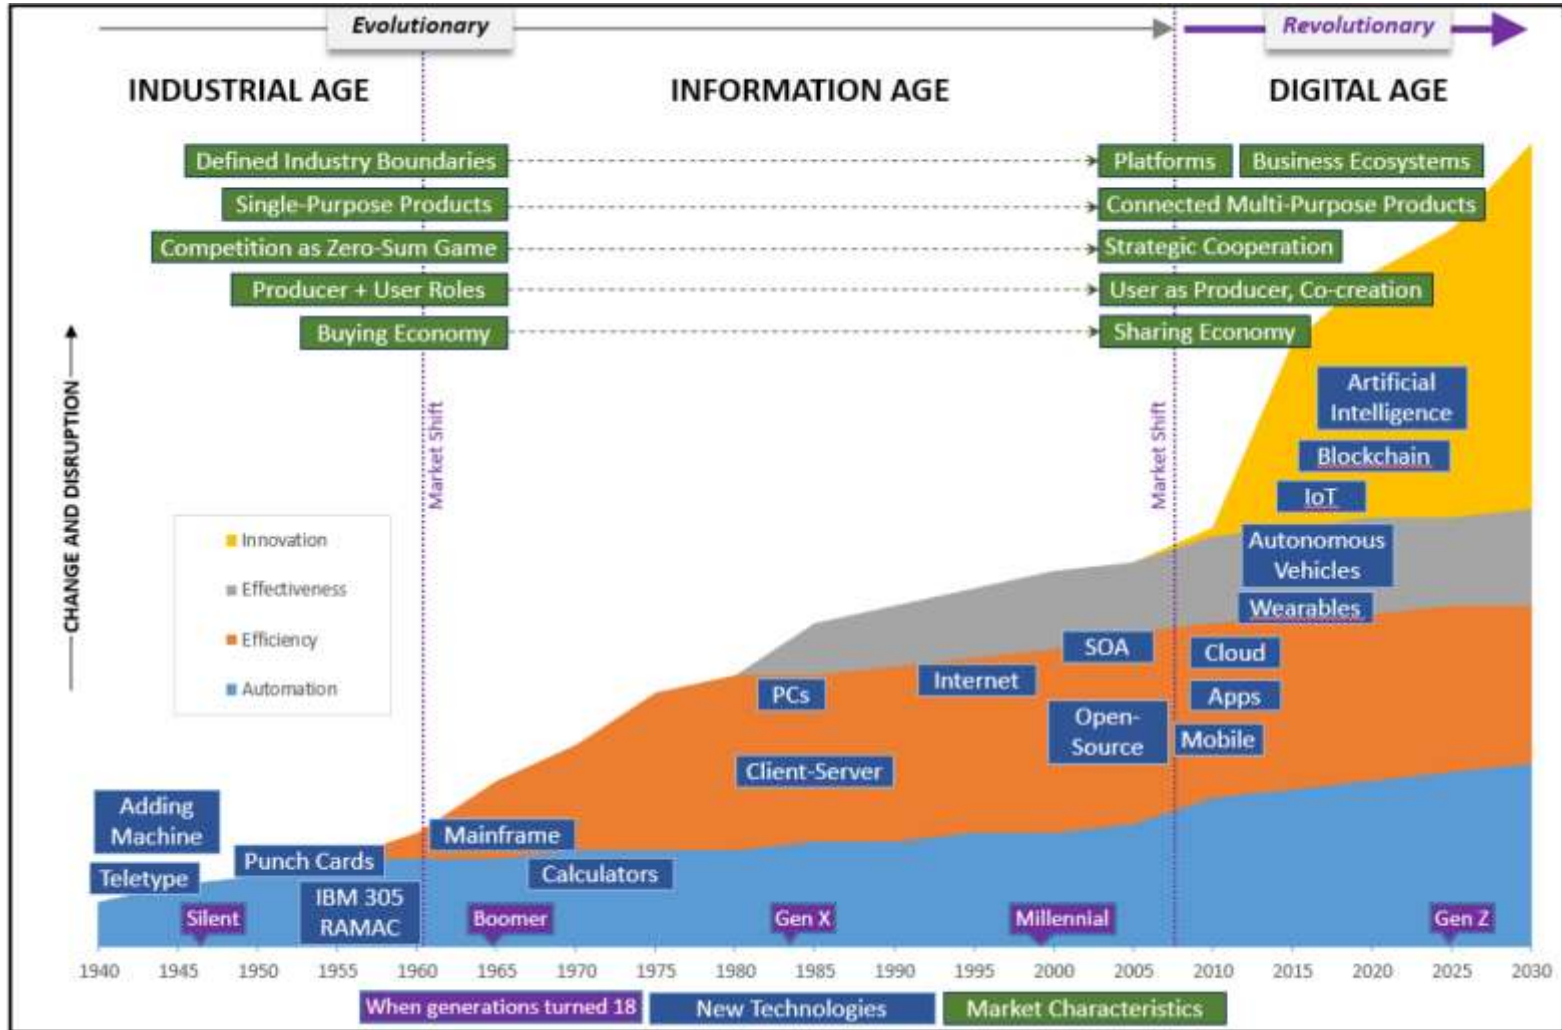 Evolutionary
Revolutionary
INDUSTRIAL AGE
INFORMATION AGE
DIGITAL AGE
Defined Industry Boundaries
Platforms
Business Ecosystems
Single-Purpose Products
Connected Multi-Purpose Products
Competition as Zero-Sum Game
Strategic Cooperation
Producer + User Roles
User as Producer, Co-creation
Buying Economy
Sharing Economy
CHANGE AND DISRUPTION
Market Shift
Market Shift
Artificial
Intelligence
Blockchain
IoT
Autonomous
Vehicles
Wearables
Innovation
Effectiveness
Efficiency
Automation
SOA
Cloud
PCs
Internet
Apps
Open-
Source
Mobile
Client-Server
Adding
Machine
Mainframe
Punch Cards
Teletype
Calculators
IBM 305
RAMAC
Silent
Boomer
Gen X
Millennial
Gen Z
1940 1945 1950 1955 1960 1965 1970 1975 1980 1985 1990 1995 2000 2005 2010 2015 2020 2025 2030
When generations turned 18
New Technologies
Market Characteristics